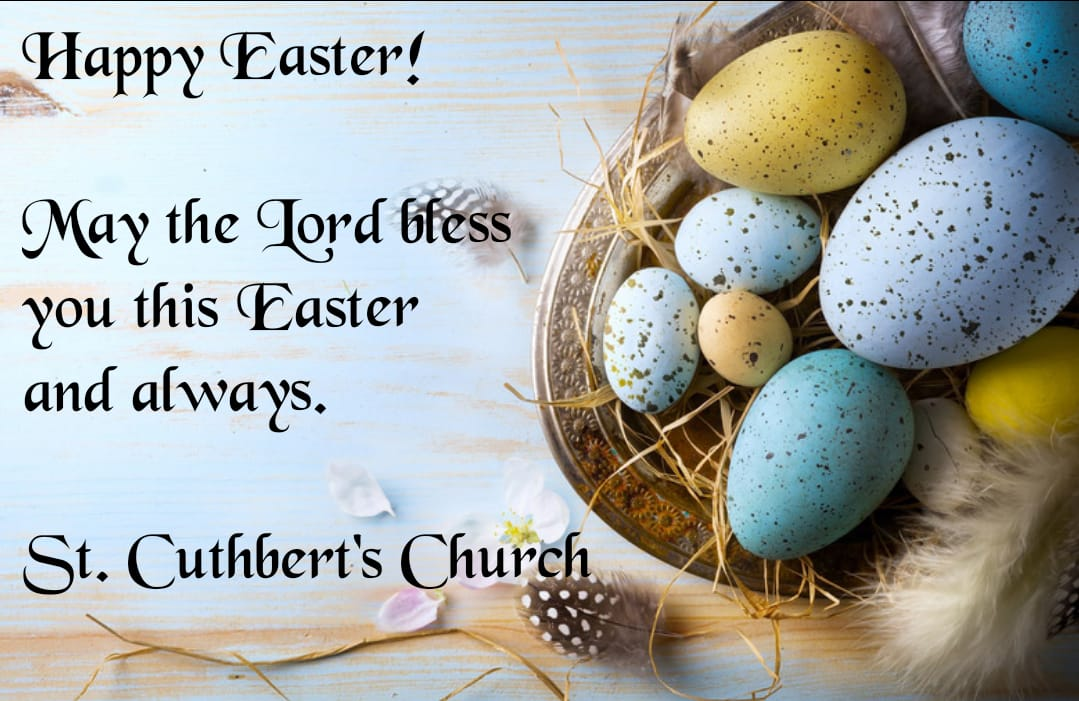 Happy Easter!
May the Lord bless
you this Easter
and always.
St. Cuthbert's Church